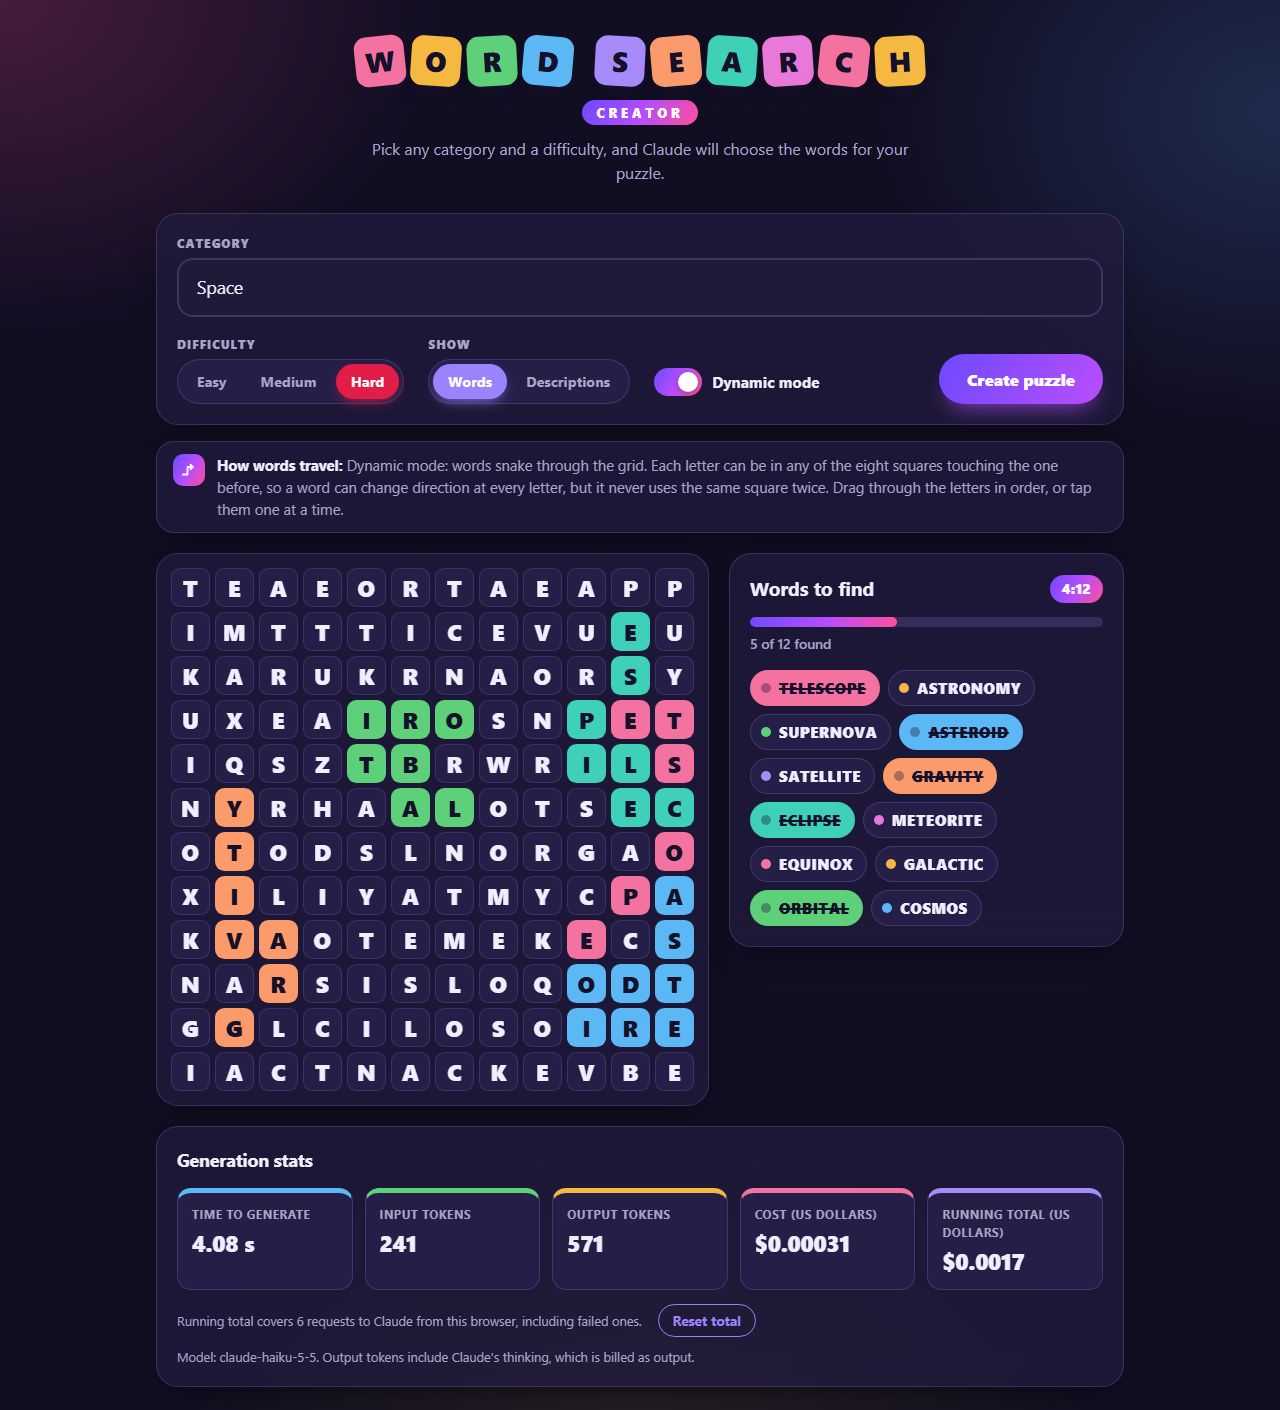 WORD SEARCH
CREATOR
Pick any category and a difficulty, and Claude will choose the words for your
puzzle.
CATEGORY
Space
DIFFICULTY SHOW
Easy Medium Hard Words Descriptions Dynamic mode Create puzzle
How words travel: Dynamic mode: words snake through the grid. Each letter can be in any of the eight squares touching the one
before, so a word can change direction at every letter, but it never uses the same square twice. Drag through the letters in order, or tap
them one at a time.
T E A E O R T A E A P P
I M T T T I C E V U E U
K A R U K R N A O R S Y
U X E A I R O S N P E T
I Q S Z T B R W R I L S
N Y R H A A L O T S E C
O T O D S L N O R G A O
X I L I Y A T M Y C P A
K V A O T E M E K E C S
N A R S I S L O Q O D T
G G L C I L O S O I R E
I A C T N A C K E V B E
Words to find 4:12
5 of 12 found
TELESCOPE ASTRONOMY
SUPERNOVA ASTEROID
SATELLITE GRAVITY
ECLIPSE METEORITE
EQUINOX GALACTIC
ORBITAL COSMOS
Generation stats
TIME TO GENERATE
4.08 s
INPUT TOKENS
241
OUTPUT TOKENS
571
COST (US DOLLARS)
$0.00031
RUNNING TOTAL (US
DOLLARS)
$0.0017
Running total covers 6 requests to Claude from this browser, including failed ones. Reset total
Model: claude-haiku-5-5. Output tokens include Claude's thinking, which is billed as output.